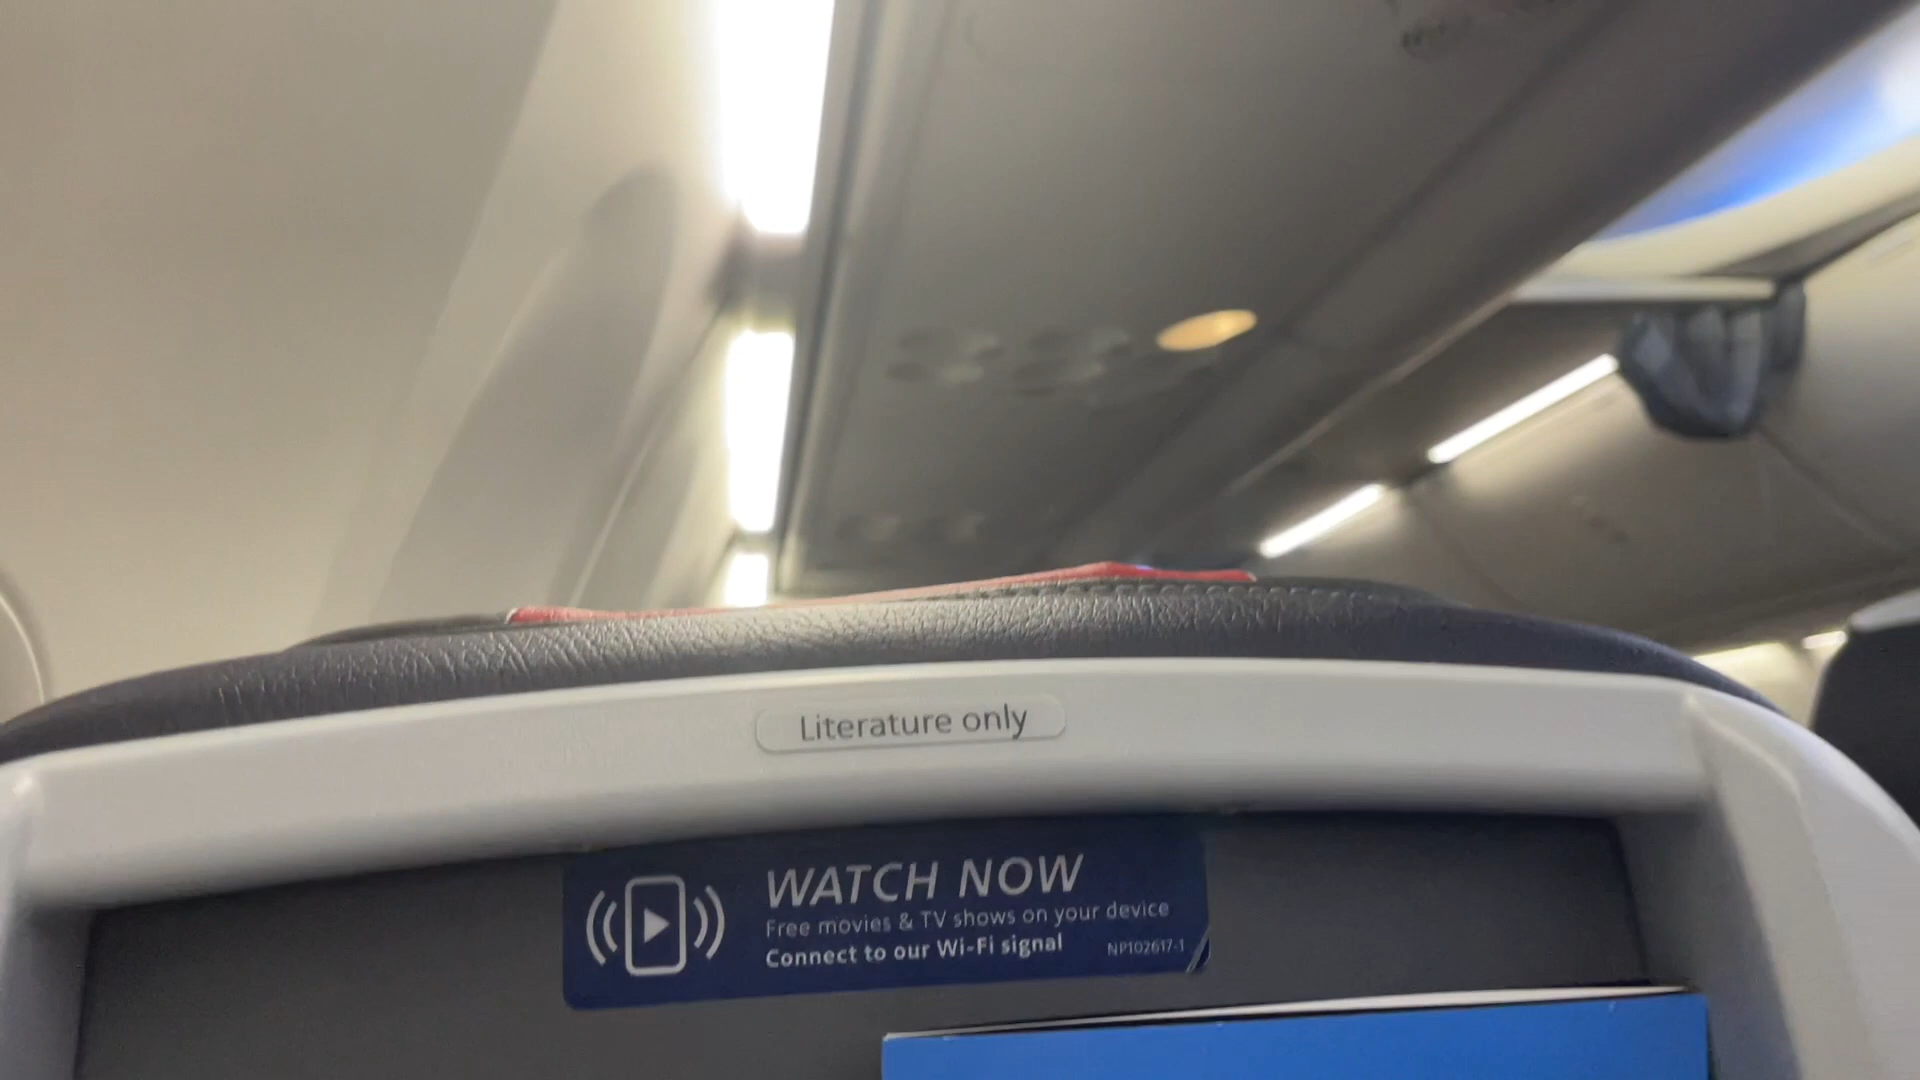 Literature only
WATCH NOW
Free movies & TV shows on your device
Connect to our Wi-Fi signal
NP102617-1